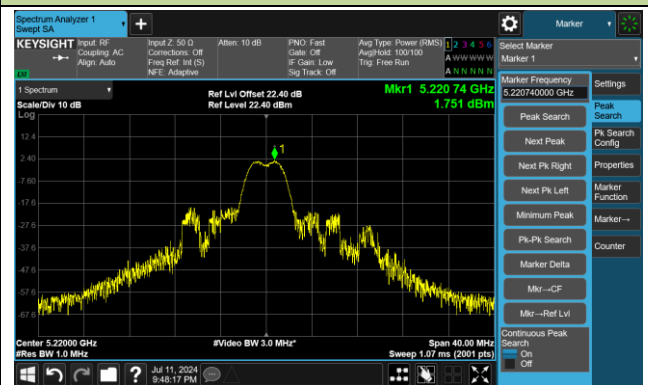 Spectrum Analyzer 1
Swept SA
Marker
KEYSIGHT
Input: RF
Coupling: AC
Align: Auto
Input Z: 50 Ω
Corrections: Off
Freq Ref: Int (S)
NFE: Adaptive
Atten: 10 dB
PNO: Fast
Gate: Off
IF Gain: Low
Sig Track: Off
Avg Type: Power (RMS)
Avg|Hold: 100/100
Trig: Free Run
1 2 3 4 5 6
A W W W W W
A N N N N N
Select Marker
Marker 1
1 Spectrum
Scale/Div 10 dB
Log
Ref Lvl Offset 22.40 dB
Ref Level 22.40 dBm
Mkr1 5.220 74 GHz
1.751 dBm
Marker Frequency
5.220740000 GHz
Settings
Peak Search
Peak
Search
Next Peak
Pk Search
Config
Next Pk Right
Properties
Next Pk Left
Marker
Function
Minimum Peak
Marker→
Pk-Pk Search
Counter
Marker Delta
Mkr→CF
Mkr→Ref Lvl
Continuous Peak
Search
On
Off
12.4
2.40
-7.60
-17.6
-27.6
-37.6
-47.6
-57.6
-67.6
1
Center 5.22000 GHz
#Res BW 1.0 MHz
#Video BW 3.0 MHz*
Span 40.00 MHz
Sweep 1.07 ms (2001 pts)
?
Jul 11, 2024
9:48:17 PM